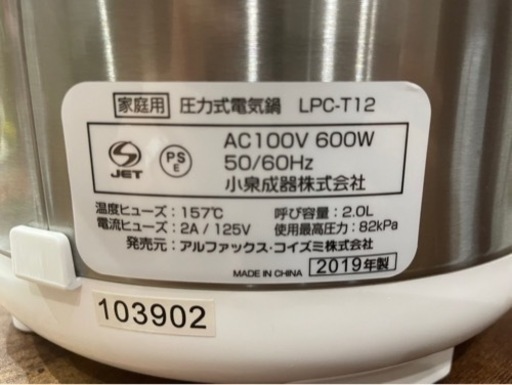 家庭用 圧力式電気鍋 LPC-T12
JET
PS
E
AC100V 600W
50/60Hz
小泉成器株式会社
温度ヒューズ：157℃ 呼び容量：2.0L
電流ヒューズ：2A / 125V 使用最高圧力：82kPa
発売元：アルファックス・コイズミ株式会社
MADE IN CHINA 2019年製
103902